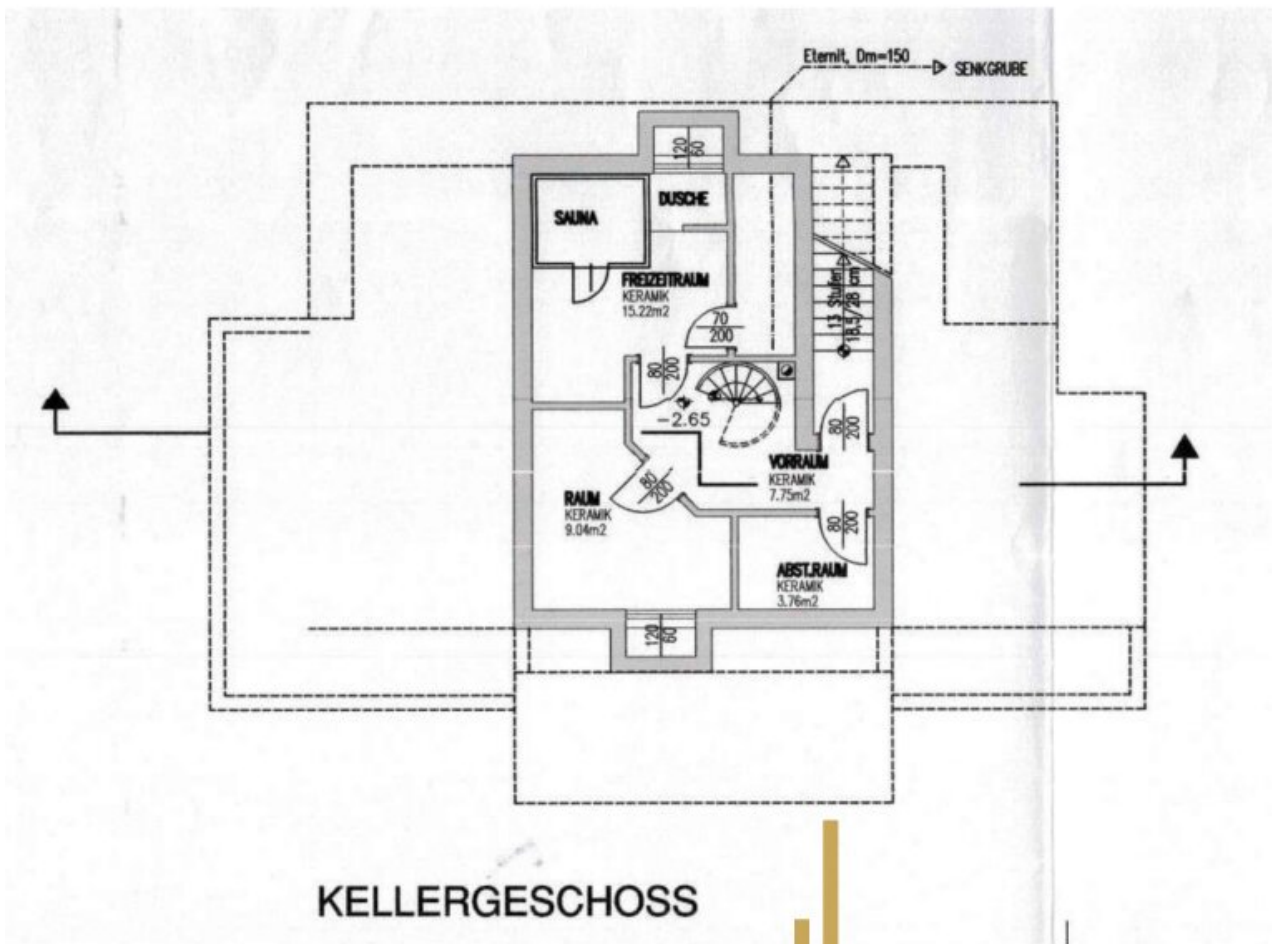 Eternit, Dm=150
SENKGRUBE
120
60
SAUNA
DUSCHE
FREIZEITRAUM
KERAMIK
15.22m2
70
200
13 Stufen
18,5/28 cm
80
200
-2.65
80
200
VORRAUM
KERAMIK
7.75m2
80
200
RAUM
KERAMIK
9.04m2
80
200
ABST.RAUM
KERAMIK
3.76m2
120
60
KELLERGESCHOSS